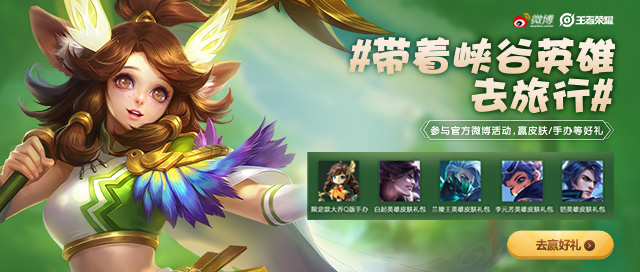 微博
王者荣耀
#带着峡谷英雄
去旅行#
参与官方微博活动,赢皮肤/手办等好礼
限定款大乔Q版手办 白起英雄皮肤礼包 兰陵王英雄皮肤礼包 李元芳英雄皮肤礼包 铠英雄皮肤礼包
去赢好礼